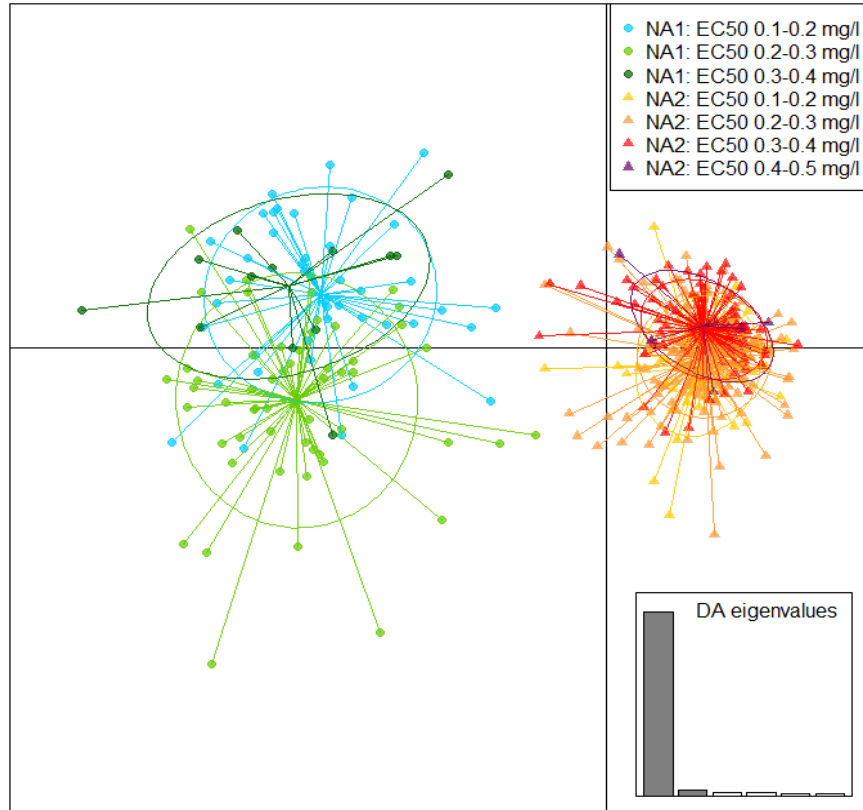 NA1: EC50 0.1-0.2 mg/l
NA1: EC50 0.2-0.3 mg/l
NA1: EC50 0.3-0.4 mg/l
NA2: EC50 0.1-0.2 mg/l
NA2: EC50 0.2-0.3 mg/l
NA2: EC50 0.3-0.4 mg/l
NA2: EC50 0.4-0.5 mg/l
DA eigenvalues